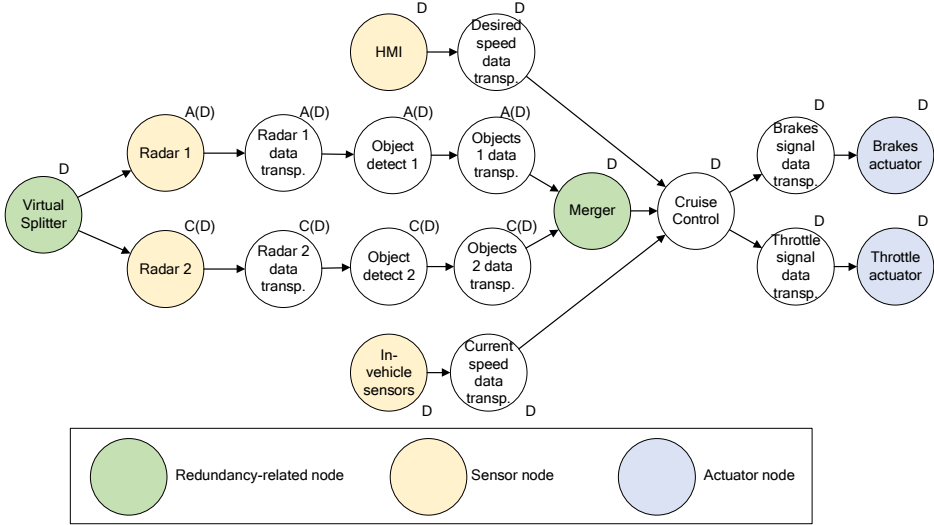 D
D
HMI
Desired
speed
data
transp.
A(D)
A(D)
A(D)
A(D)
D
D
Radar 1
Radar 1
data
transp.
Object
detect 1
Objects
1 data
transp.
Brakes
signal data
transp.
Brakes
actuator
D
D
D
Virtual
Splitter
Merger
Cruise
Control
C(D)
C(D)
C(D)
C(D)
D
D
Radar 2
Radar 2
data
transp.
Object
detect 2
Objects
2 data
transp.
Throttle
signal
data
transp.
Throttle
actuator
In-
vehicle
sensors
Current
speed
data
transp.
D
D
Redundancy-related node
Sensor node
Actuator node